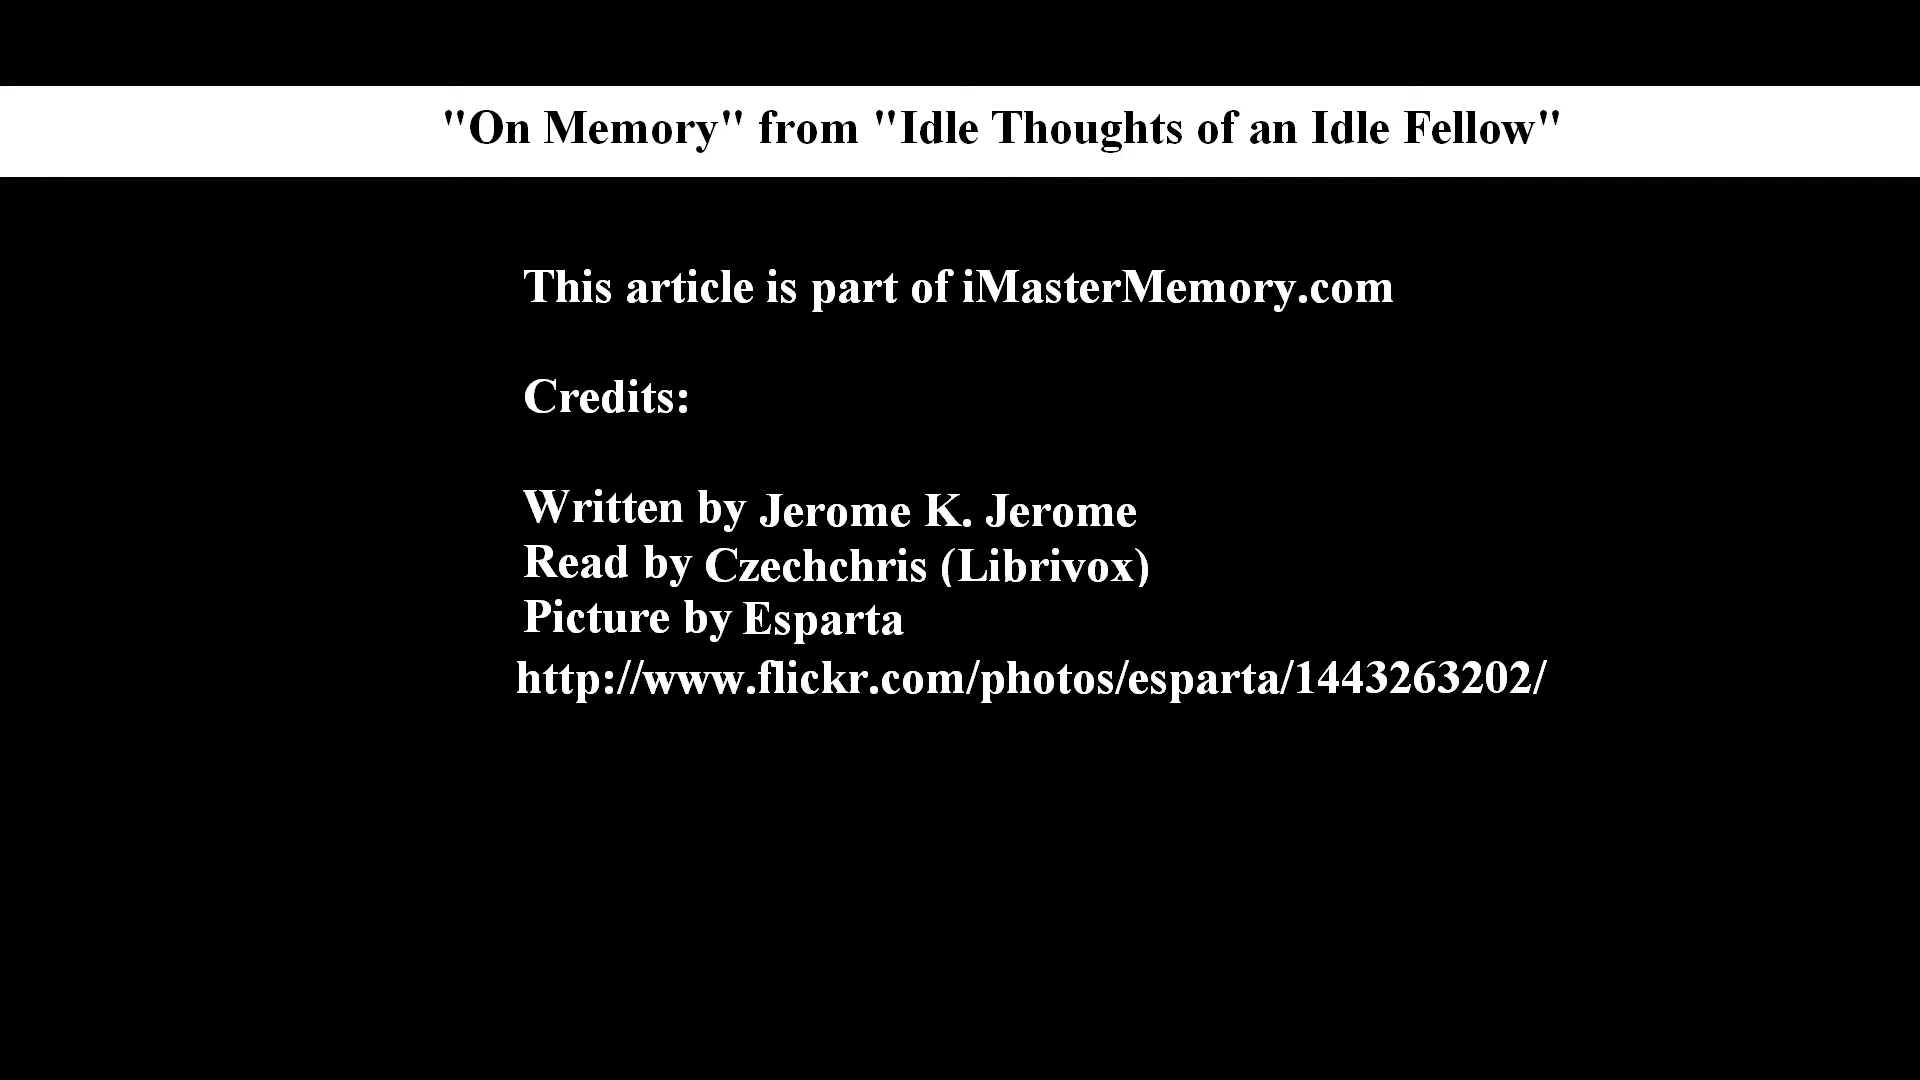 "On Memory" from "Idle Thoughts of an Idle Fellow"
This article is part of iMasterMemory.com
Credits:
Written by Jerome K. Jerome
Read by Czechchris (Librivox)
Picture by Esparta
http://www.flickr.com/photos/esparta/1443263202/